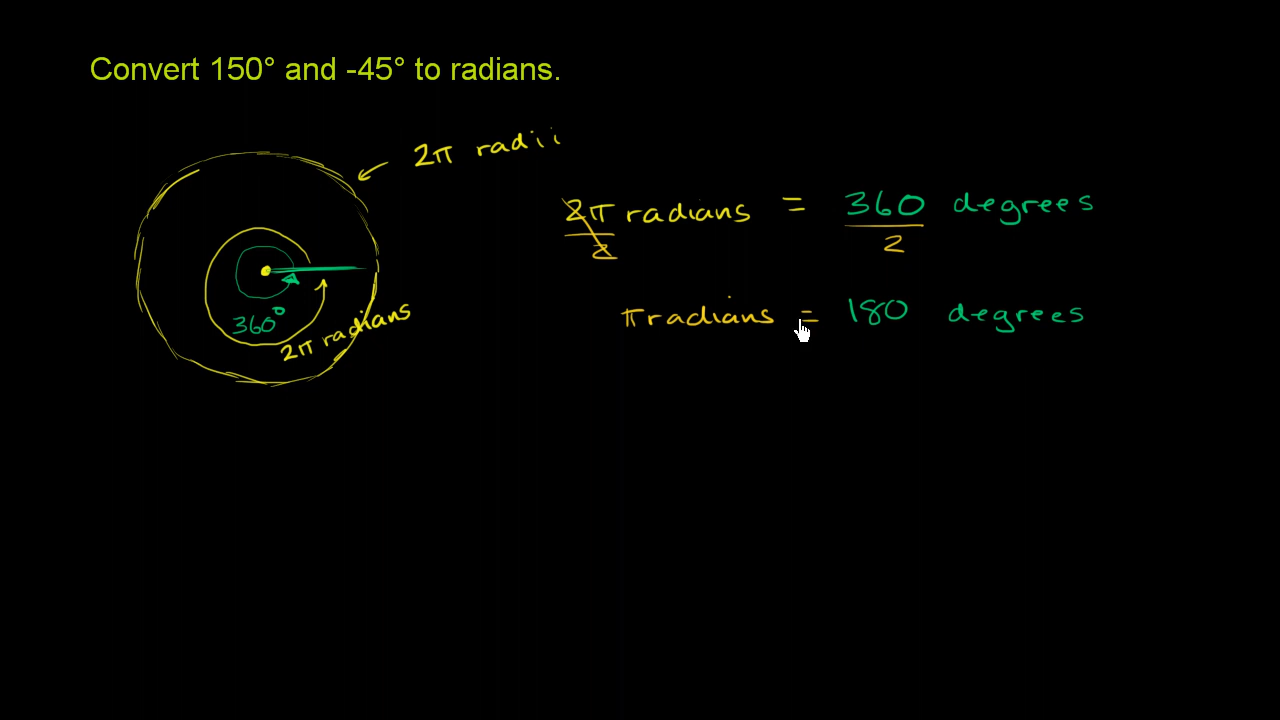 Convert 150° and -45° to radians.
2π radii
2π radians = 360 degrees
2 2
360°
2π radians
π radians = 180 degrees